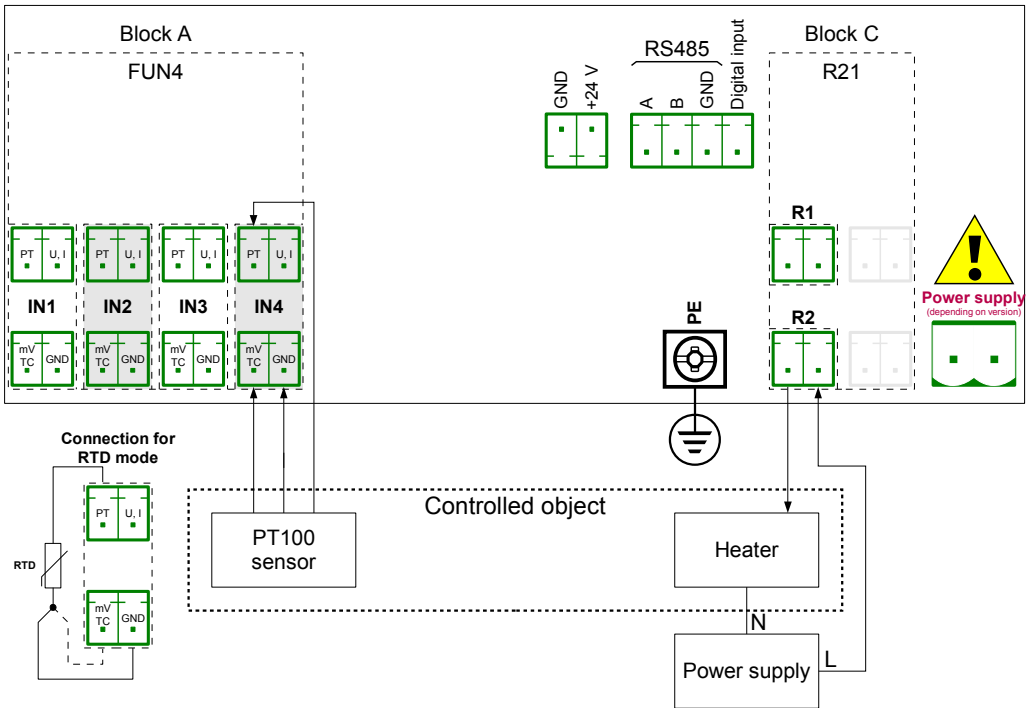 Block A
FUN4
GND
+24 V
RS485
A
B
GND
Digital input
Block C
R21
PT
U, I
PT
U, I
PT
U, I
PT
U, I
IN1
IN2
IN3
IN4
mV
TC
GND
mV
TC
GND
mV
TC
GND
mV
TC
GND
PE
R1
R2
Power supply
(depending on version)
Connection for
RTD mode
PT
U, I
RTD
mV
TC
GND
Controlled object
PT100
sensor
Heater
N
L
Power supply